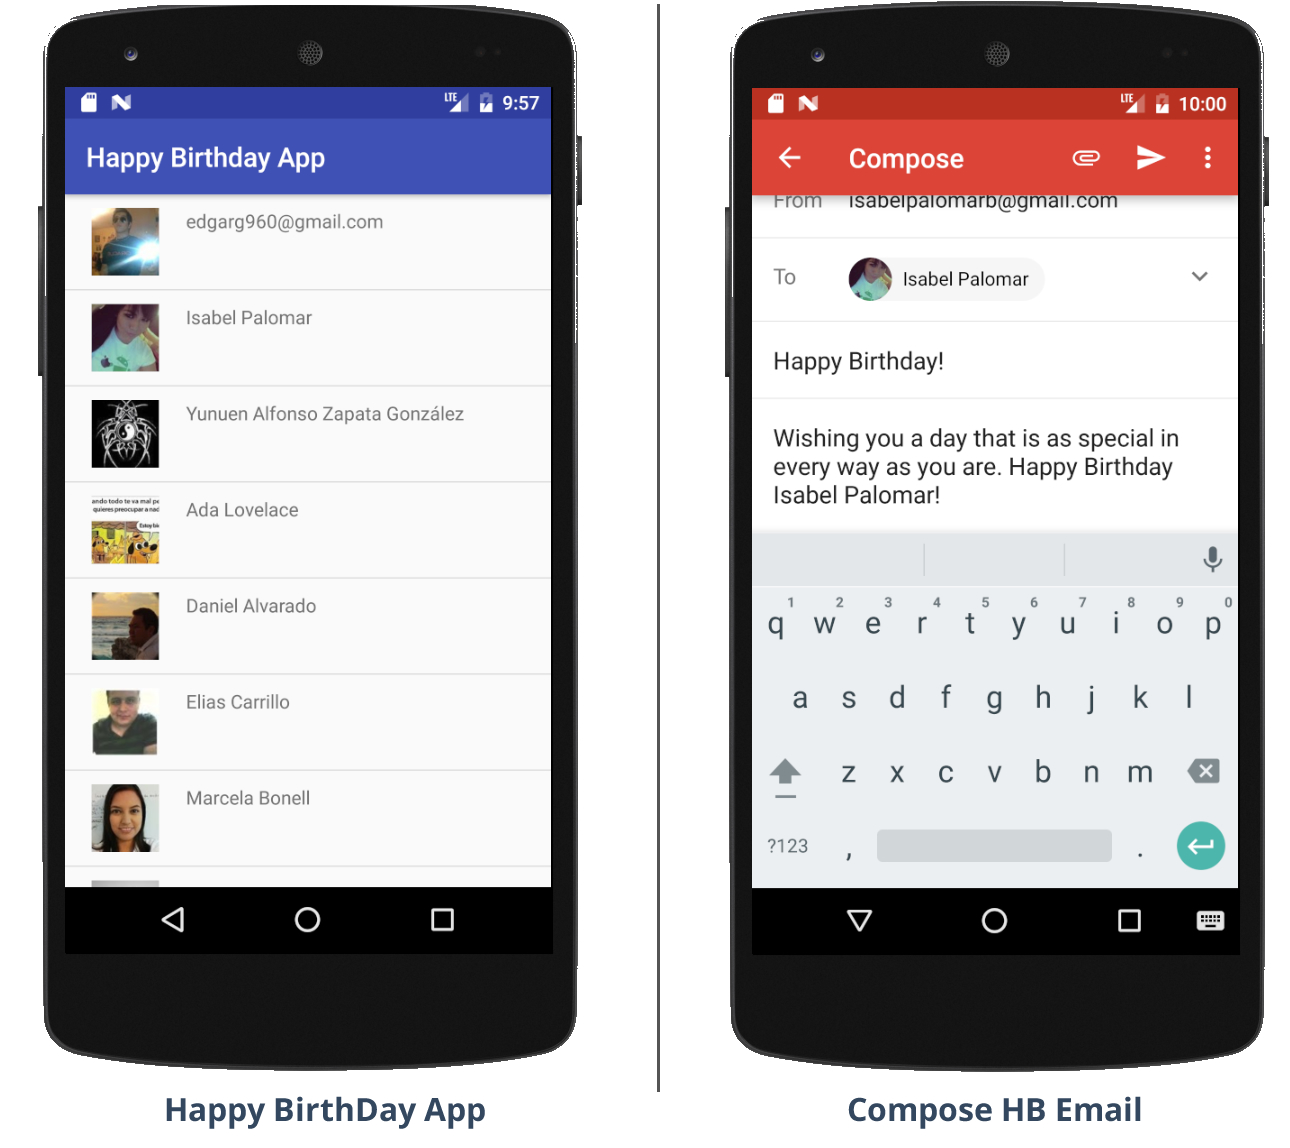 LTE 9:57
Happy Birthday App
edgarg960@gmail.com
Isabel Palomar
Yunuen Alfonso Zapata González
ando todo te va mal pe
quieres preocupar a nad
Estoy bie
Ada Lovelace
Daniel Alvarado
Elias Carrillo
Marcela Bonell
Happy BirthDay App
LTE 10:00
Compose
From isabelpalomarb@gmail.com
To Isabel Palomar
Happy Birthday!
Wishing you a day that is as special in
every way as you are. Happy Birthday
Isabel Palomar!
1 2 3 4 5 6 7 8 9 0
q w e r t y u i o p
a s d f g h j k l
z x c v b n m
?123 , .
Compose HB Email